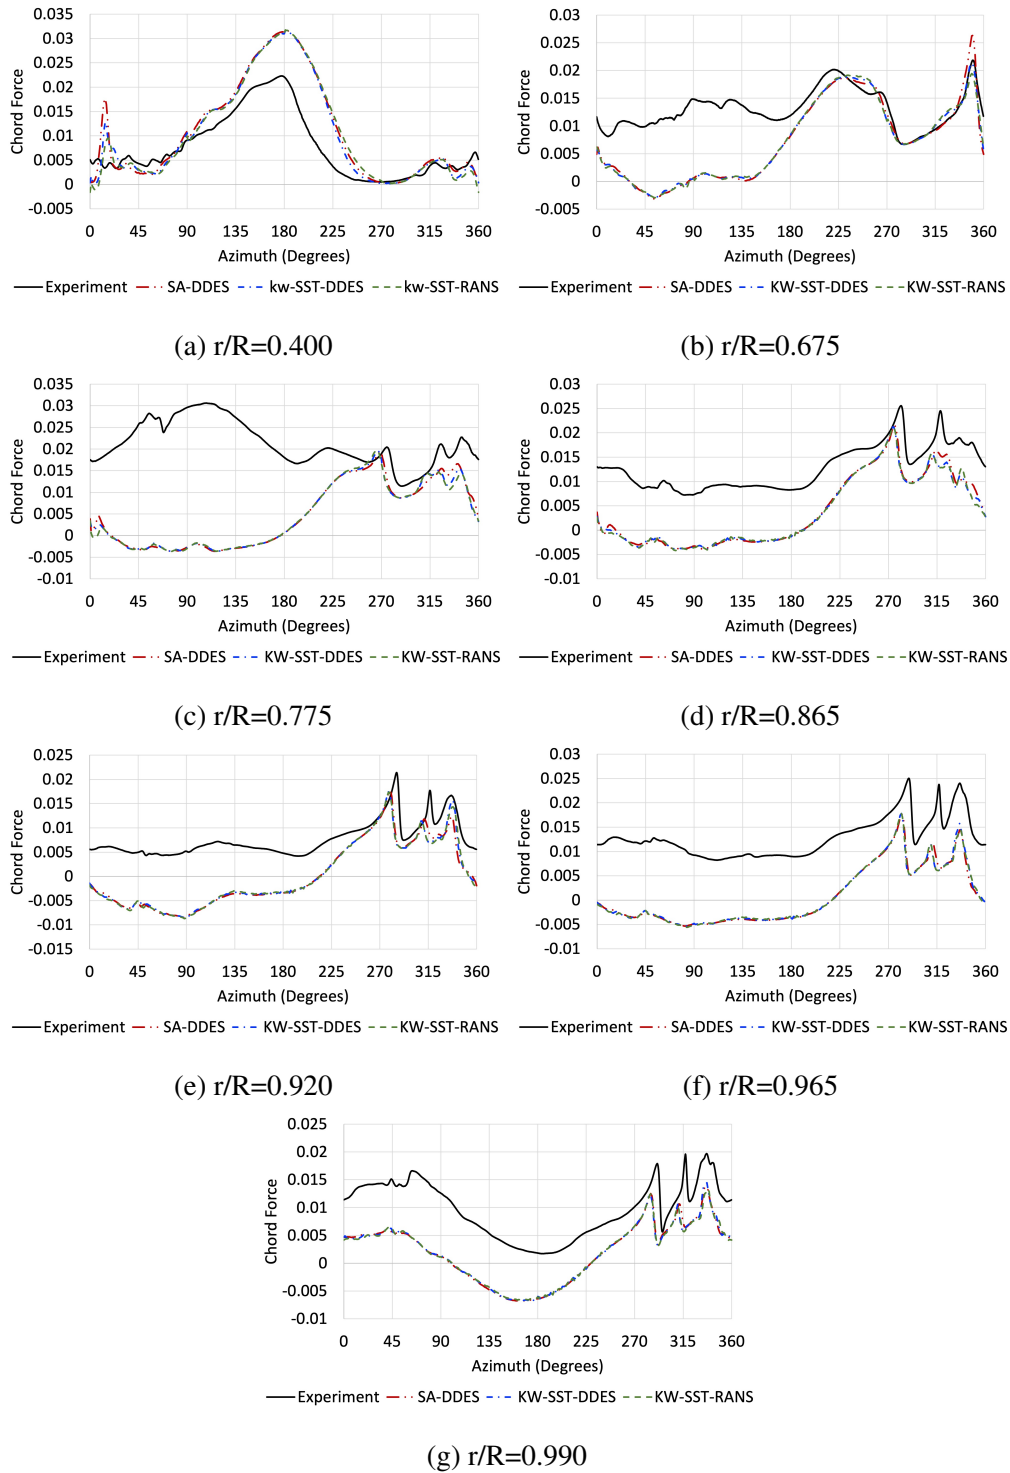 0.035
0.03
0.025
0.02
0.015
0.01
0.005
0
-0.005
Chord Force
0 45 90 135 180 225 270 315 360
Azimuth (Degrees)
Experiment SA-DDES kw-SST-DDES kw-SST-RANS
(a) r/R=0.400
0.03
0.025
0.02
0.015
0.01
0.005
0
-0.005
Chord Force
0 45 90 135 180 225 270 315 360
Azimuth (Degrees)
Experiment SA-DDES KW-SST-DDES KW-SST-RANS
(b) r/R=0.675
0.035
0.03
0.025
0.02
0.015
0.01
0.005
0
-0.005
-0.01
Chord Force
0 45 90 135 180 225 270 315 360
Azimuth (Degrees)
Experiment SA-DDES KW-SST-DDES KW-SST-RANS
(c) r/R=0.775
0.03
0.025
0.02
0.015
0.01
0.005
0
-0.005
-0.01
Chord Force
0 45 90 135 180 225 270 315 360
Azimuth (Degrees)
Experiment SA-DDES KW-SST-DDES KW-SST-RANS
(d) r/R=0.865
0.025
0.02
0.015
0.01
0.005
0
-0.005
-0.01
-0.015
Chord Force
0 45 90 135 180 225 270 315 360
Azimuth (Degrees)
Experiment SA-DDES KW-SST-DDES KW-SST-RANS
(e) r/R=0.920
0.03
0.025
0.02
0.015
0.01
0.005
0
-0.005
-0.01
Chord Force
0 45 90 135 180 225 270 315 360
Azimuth (Degrees)
Experiment SA-DDES KW-SST-DDES KW-SST-RANS
(f) r/R=0.965
0.025
0.02
0.015
0.01
0.005
0
-0.005
-0.01
Chord Force
0 45 90 135 180 225 270 315 360
Azimuth (Degrees)
Experiment SA-DDES KW-SST-DDES KW-SST-RANS
(g) r/R=0.990